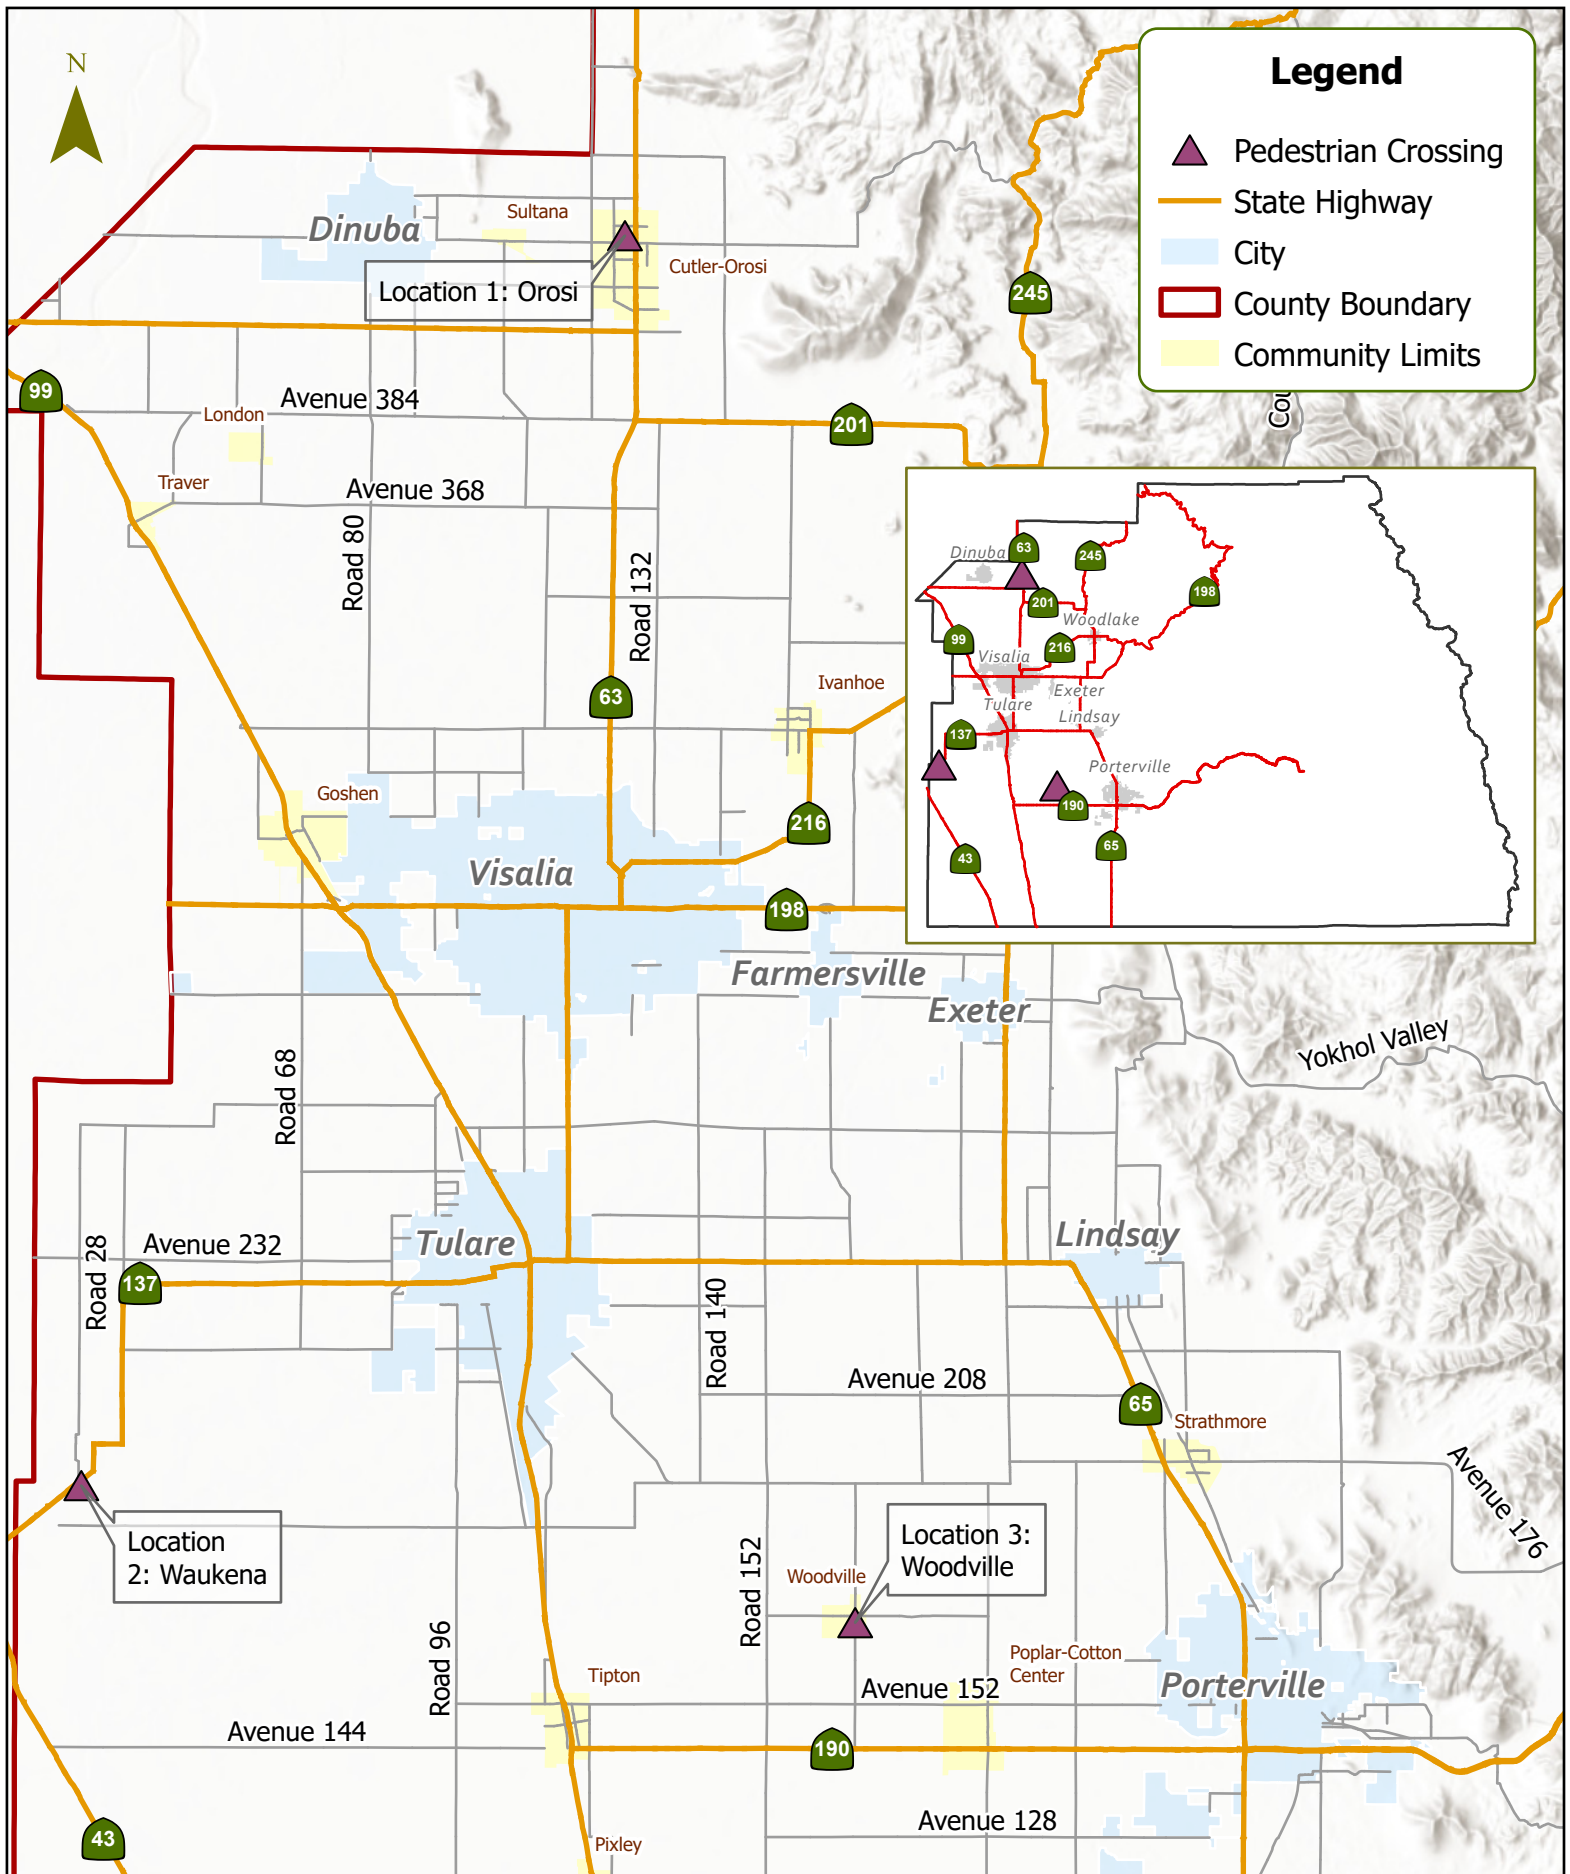 N
Legend
Pedestrian Crossing
State Highway
City
County Boundary
Community Limits
Dinuba
Sultana
Cutler-Orosi
Location 1: Orosi
245
99
Avenue 384
London
201
Cou
Traver
Avenue 368
Road 80
Road 132
63
Ivanhoe
Goshen
216
Visalia
198
Farmersville
Exeter
Yokhol Valley
Road 68
Dinuba
63
245
198
201
Woodlake
99
216
Visalia
Exeter
Tulare
Lindsay
137
Porterville
190
65
43
Road 28
Avenue 232
Tulare
Lindsay
137
Road 140
Avenue 208
65
Strathmore
Avenue 176
Location
2: Waukena
Location 3:
Woodville
Woodville
Road 152
Road 96
Tipton
Poplar-Cotton
Center
Avenue 152
Porterville
Avenue 144
190
Avenue 128
43
Pixley